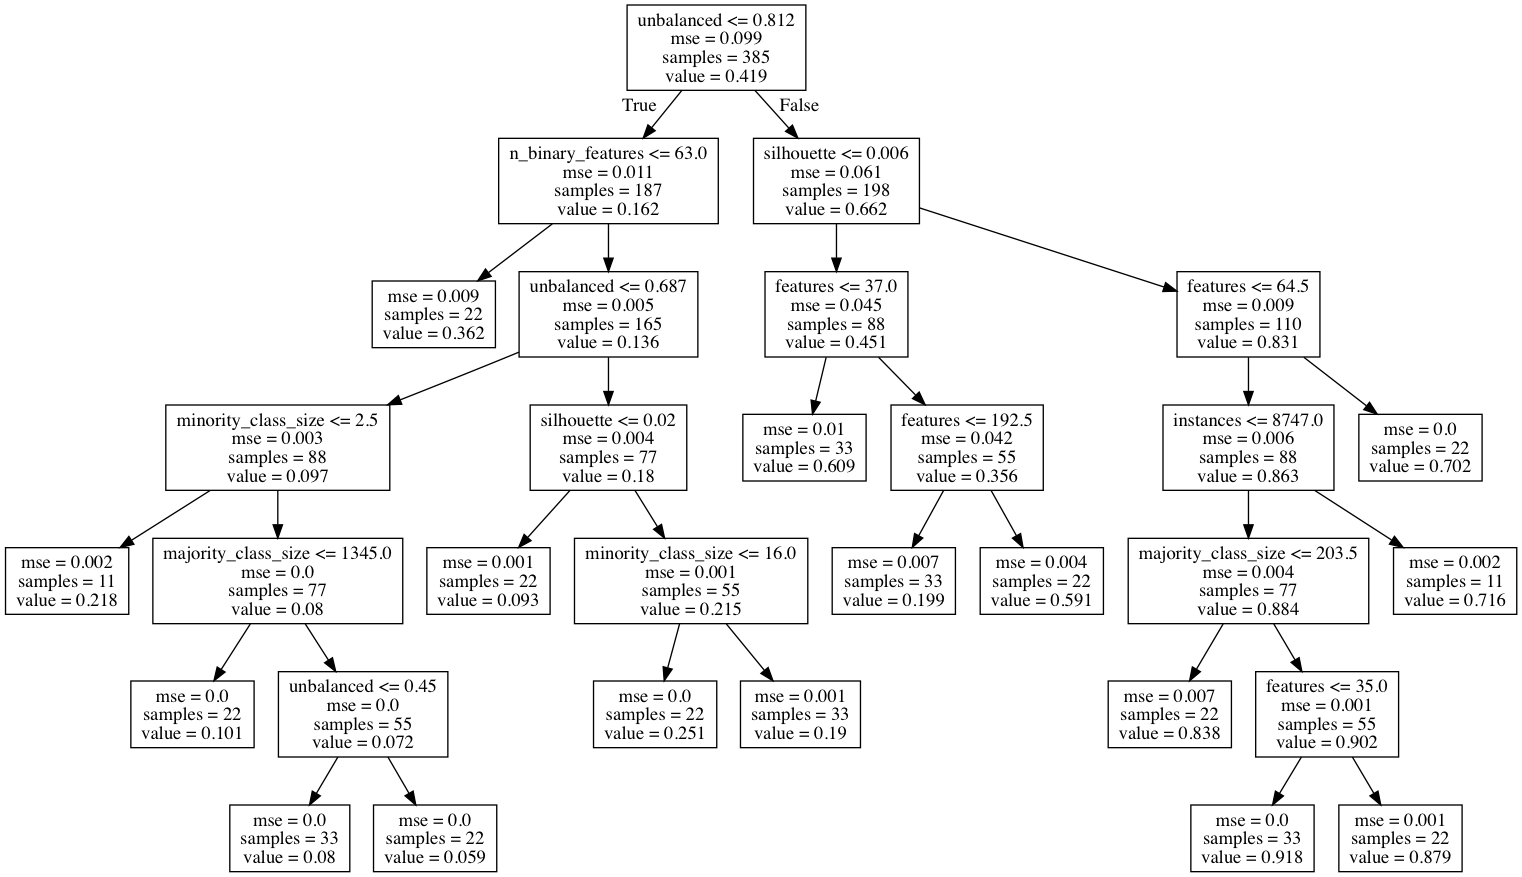 unbalanced <= 0.812
mse = 0.099
samples = 385
value = 0.419
True
False
n_binary_features <= 63.0
mse = 0.011
samples = 187
value = 0.162
silhouette <= 0.006
mse = 0.061
samples = 198
value = 0.662
mse = 0.009
samples = 22
value = 0.362
unbalanced <= 0.687
mse = 0.005
samples = 165
value = 0.136
features <= 37.0
mse = 0.045
samples = 88
value = 0.451
features <= 64.5
mse = 0.009
samples = 110
value = 0.831
minority_class_size <= 2.5
mse = 0.003
samples = 88
value = 0.097
silhouette <= 0.02
mse = 0.004
samples = 77
value = 0.18
mse = 0.01
samples = 33
value = 0.609
features <= 192.5
mse = 0.042
samples = 55
value = 0.356
instances <= 8747.0
mse = 0.006
samples = 88
value = 0.863
mse = 0.0
samples = 22
value = 0.702
mse = 0.002
samples = 11
value = 0.218
majority_class_size <= 1345.0
mse = 0.0
samples = 77
value = 0.08
mse = 0.001
samples = 22
value = 0.093
minority_class_size <= 16.0
mse = 0.001
samples = 55
value = 0.215
mse = 0.007
samples = 33
value = 0.199
mse = 0.004
samples = 22
value = 0.591
majority_class_size <= 203.5
mse = 0.004
samples = 77
value = 0.884
mse = 0.002
samples = 11
value = 0.716
mse = 0.0
samples = 22
value = 0.101
unbalanced <= 0.45
mse = 0.0
samples = 55
value = 0.072
mse = 0.0
samples = 22
value = 0.251
mse = 0.001
samples = 33
value = 0.19
mse = 0.007
samples = 22
value = 0.838
features <= 35.0
mse = 0.001
samples = 55
value = 0.902
mse = 0.0
samples = 33
value = 0.08
mse = 0.0
samples = 22
value = 0.059
mse = 0.0
samples = 33
value = 0.918
mse = 0.001
samples = 22
value = 0.879